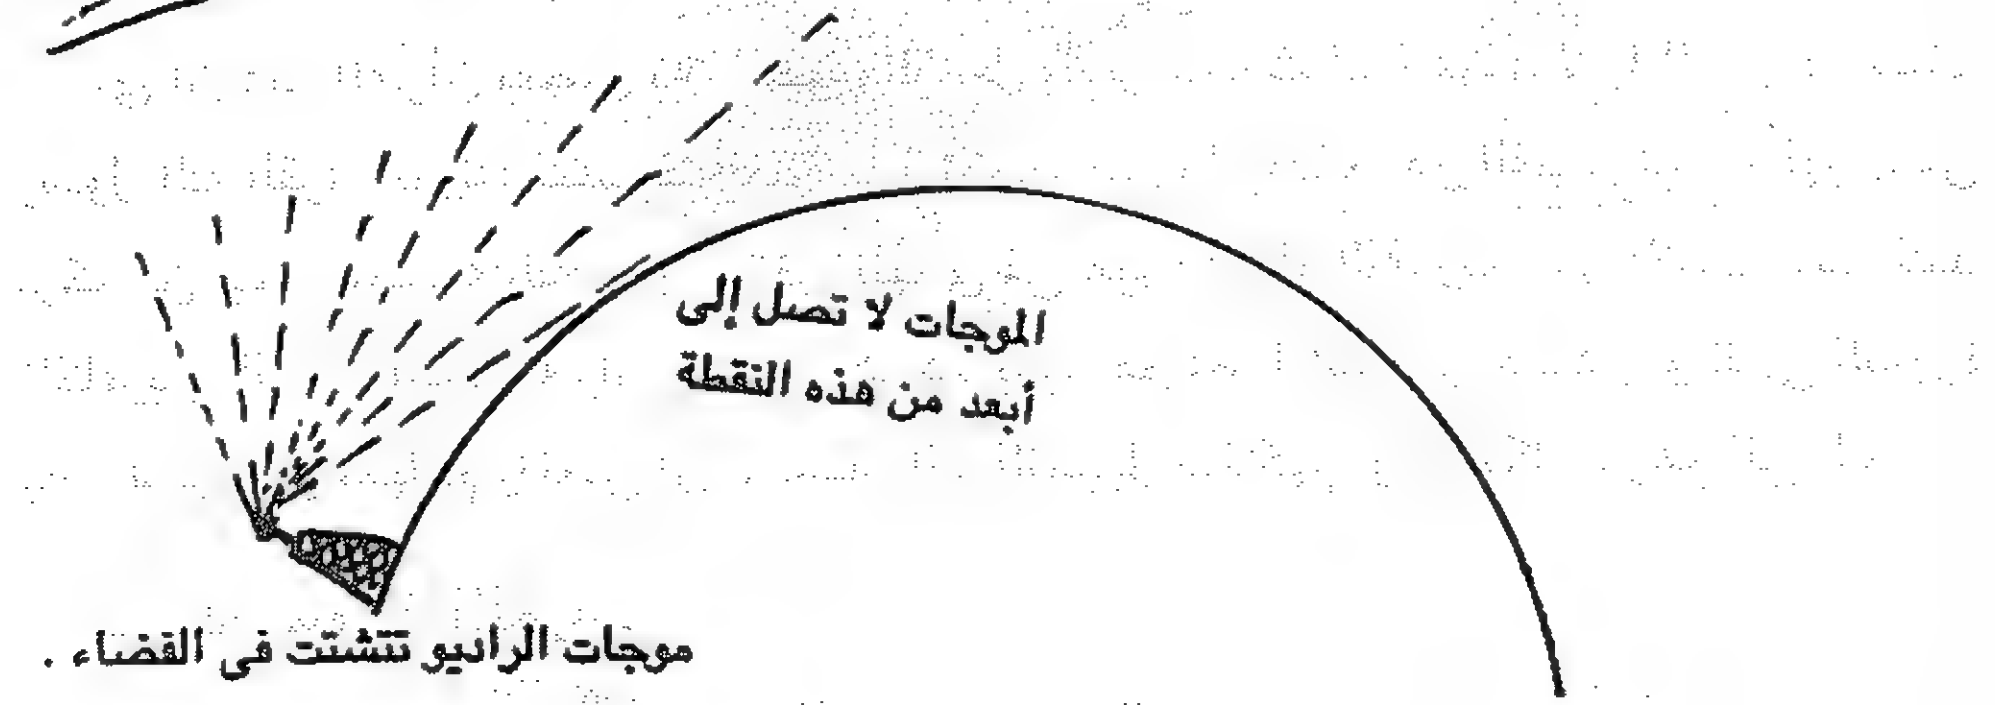 الموجات لا تصل إلى
أبعد من هذه النقطة
موجات الراديو تتشتت فى الفضاء .